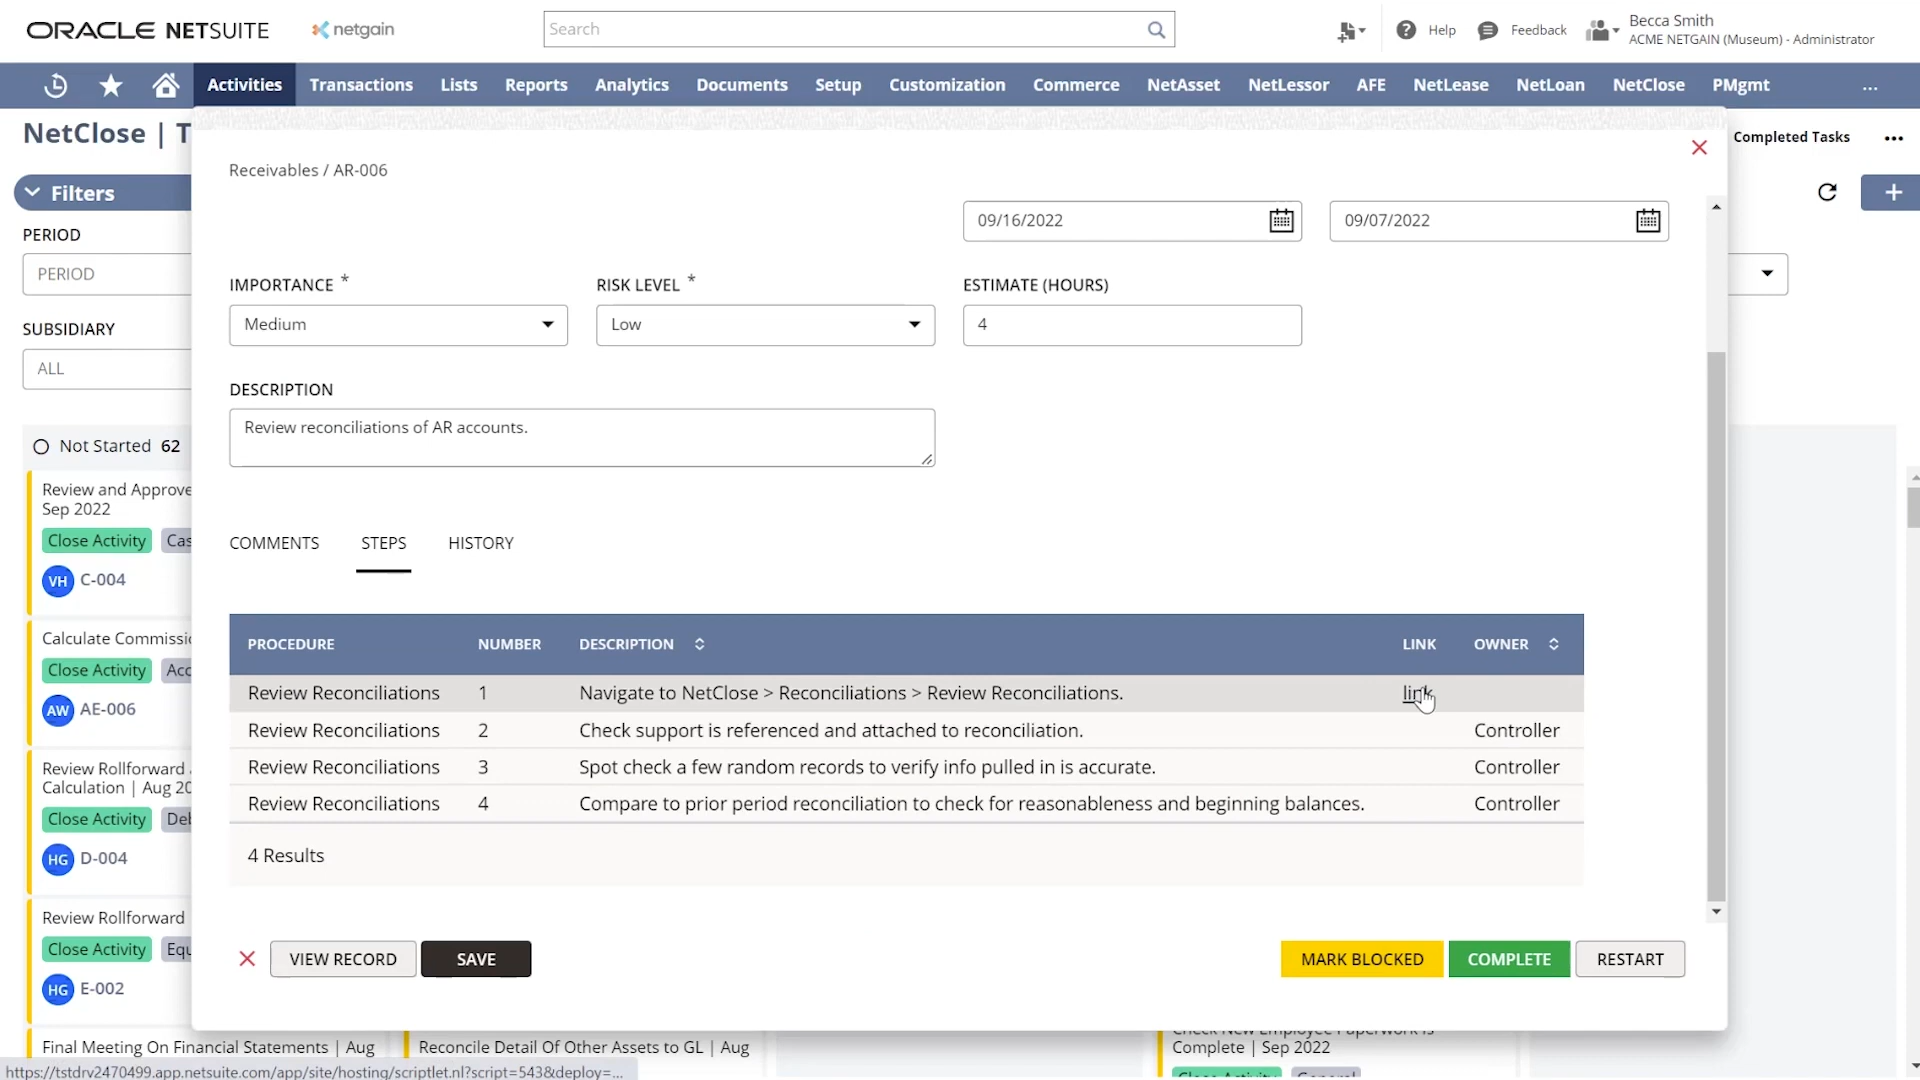 ORACLE NETSUITE
netgain
Search
Help
Feedback
Becca Smith
ACME NETGAIN (Museum) - Administrator
Activities
Transactions
Lists
Reports
Analytics
Documents
Setup
Customization
Commerce
NetAsset
NetLessor
AFE
NetLease
NetLoan
NetClose
PMgmt
...
NetClose | T
Completed Tasks
Filters
PERIOD
PERIOD
SUBSIDIARY
ALL
Not Started 62
Review and Approve
Sep 2022
Close Activity Cas
VH C-004
Calculate Commissi
Close Activity Acc
AW AE-006
Review Rollforward
Calculation | Aug 20
Close Activity Deb
HG D-004
Review Rollforward
Close Activity Equ
HG E-002
Final Meeting On Financial Statements | Aug
Reconcile Detail Of Other Assets to GL | Aug
Check New Employee Paperwork is
Complete | Sep 2022
Close Activity General
Receivables / AR-006
09/16/2022
09/07/2022
IMPORTANCE *
Medium
RISK LEVEL *
Low
ESTIMATE (HOURS)
4
DESCRIPTION
Review reconciliations of AR accounts.
COMMENTS STEPS HISTORY
PROCEDURE NUMBER DESCRIPTION LINK OWNER
Review Reconciliations 1 Navigate to NetClose > Reconciliations > Review Reconciliations. link
Review Reconciliations 2 Check support is referenced and attached to reconciliation. Controller
Review Reconciliations 3 Spot check a few random records to verify info pulled in is accurate. Controller
Review Reconciliations 4 Compare to prior period reconciliation to check for reasonableness and beginning balances. Controller
4 Results
VIEW RECORD
SAVE
MARK BLOCKED
COMPLETE
RESTART
https://tstdrv2470499.app.netsuite.com/app/site/hosting/scriptlet.nl?script=543&deploy=...